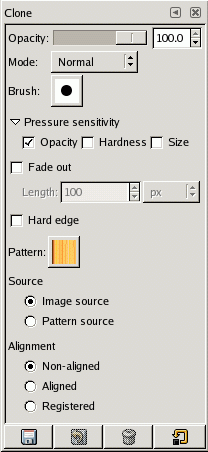 Clone
Opacity: 100.0
Mode: Normal
Brush:
Pressure sensitivity
Opacity Hardness Size
Fade out
Length: 100 px
Hard edge
Pattern:
Source
Image source
Pattern source
Alignment
Non-aligned
Aligned
Registered